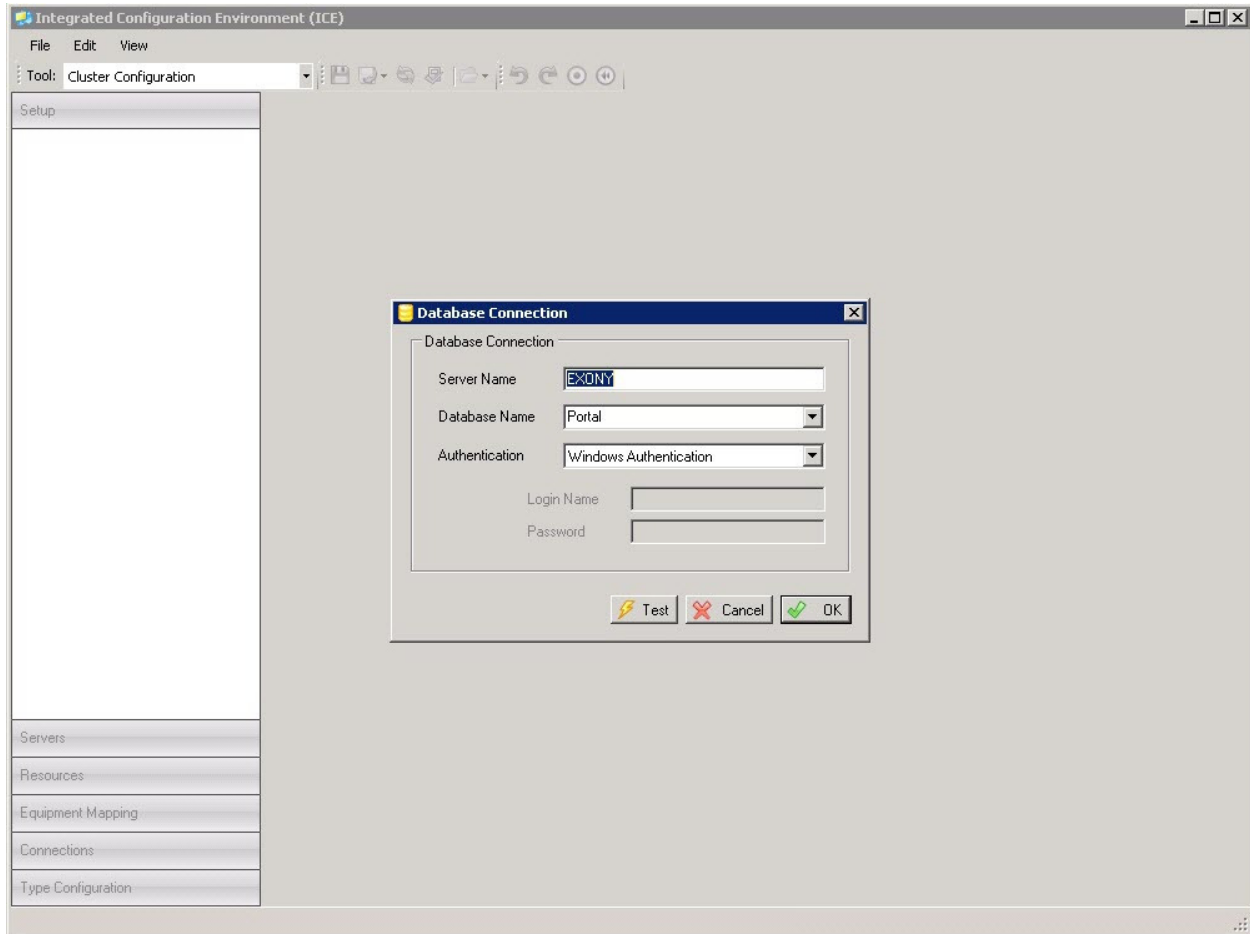 Integrated Configuration Environment (ICE)
File Edit View
Tool: Cluster Configuration
Setup
Database Connection
Database Connection
Server Name EXONY
Database Name Portal
Authentication Windows Authentication
Login Name
Password
Test Cancel OK
Servers
Resources
Equipment Mapping
Connections
Type Configuration